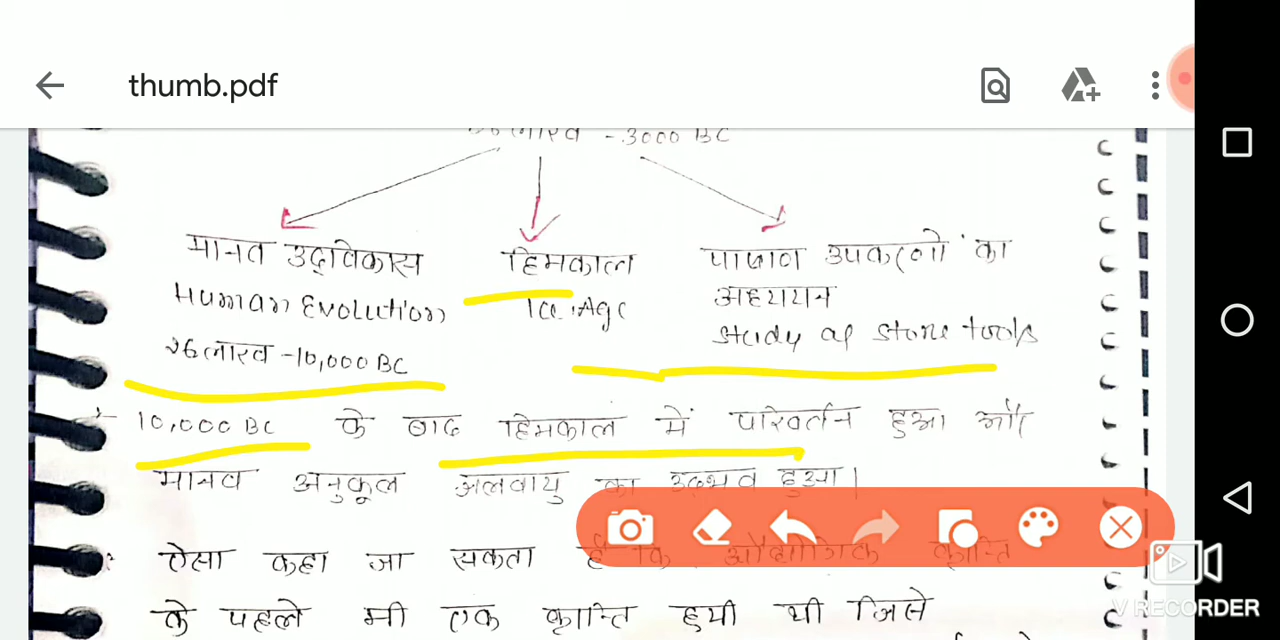 thumb.pdf
26 लाख - 3000 BC
मानव उद्विकास हिमकाल पाषाण उपकरणों का
अध्ययन
Human Evolution Ice Age study of stone tools
26 लाख - 10,000 BC
10,000 BC के बाद हिमकाल में परिवर्तन हुआ और
मानव अनुकूल जलवायु का उद्भव हुआ।
ऐसा कहा जा सकता है कि औद्योगिक क्रान्ति
के पहले भी एक क्रान्ति हुयी थी जिसे
V RECORDER